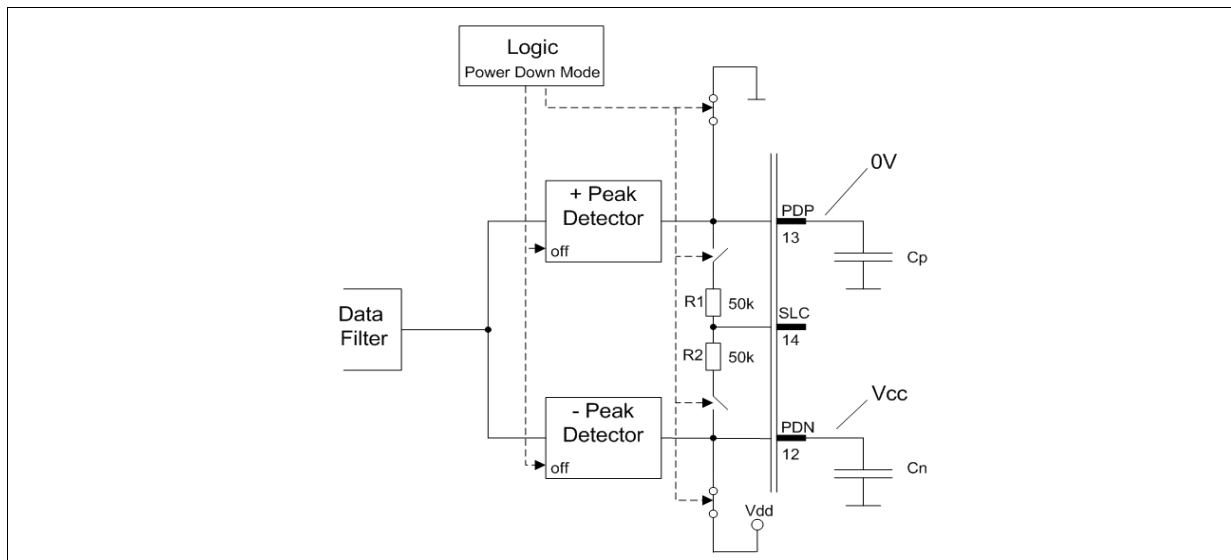 Logic
Power Down Mode
0V
+ Peak
Detector
off
PDP
13
Cp
R1
50k
SLC
14
Data
Filter
R2
50k
Vcc
- Peak
Detector
off
PDN
12
Cn
Vdd